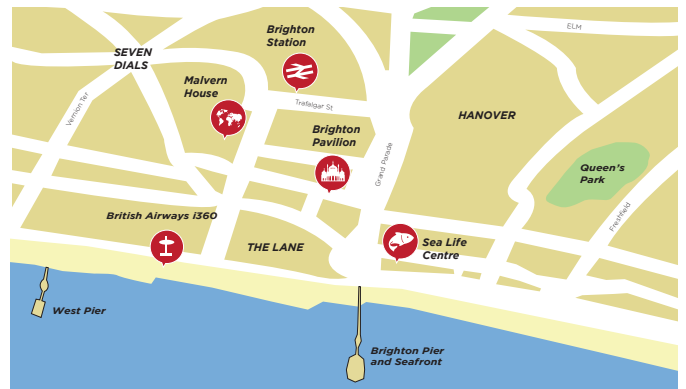 ELM
Brighton
Station
SEVEN
DIALS
Malvern
House
Vernon Ter
Trafalgar St.
HANOVER
Brighton
Pavilion
Grand Parade
Queen's
Park
British Airways i360
Freshfield
THE LANE
Sea Life
Centre
West Pier
Brighton Pier
and Seafront